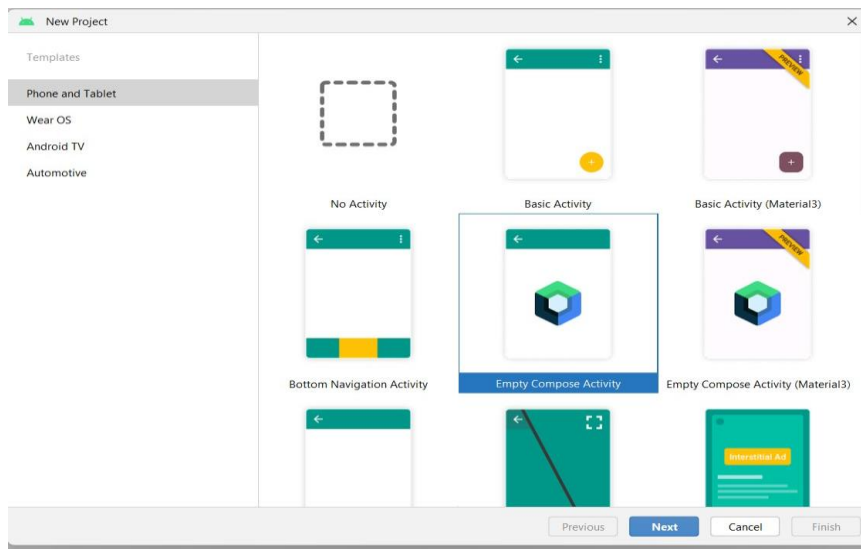 New Project
Templates
Phone and Tablet
Wear OS
Android TV
Automotive
No Activity
Basic Activity
PREVIEW
Basic Activity (Material3)
Bottom Navigation Activity
Empty Compose Activity
PREVIEW
Empty Compose Activity (Material3)
Interstitial Ad
Previous
Next
Cancel
Finish